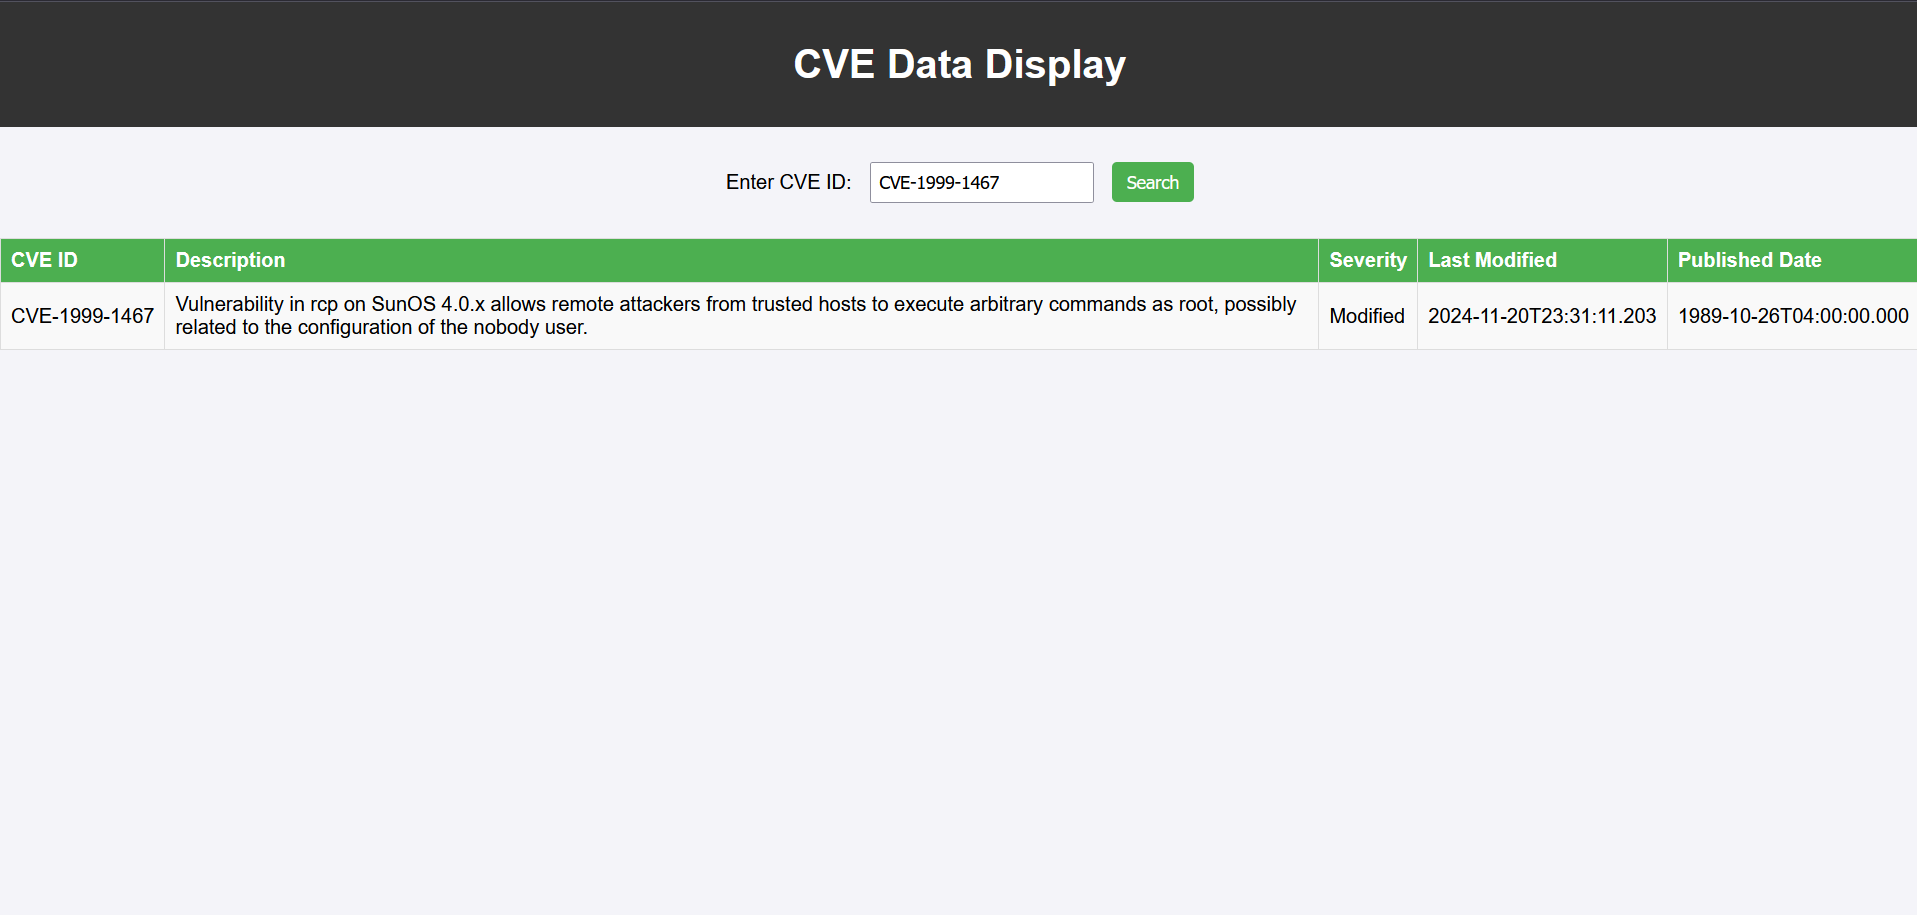 CVE Data Display
Enter CVE ID: CVE-1999-1467 Search
CVE ID Description Severity Last Modified Published Date
CVE-1999-1467 Vulnerability in rcp on SunOS 4.0.x allows remote attackers from trusted hosts to execute arbitrary commands as root, possibly
related to the configuration of the nobody user. Modified 2024-11-20T23:31:11.203 1989-10-26T04:00:00.000